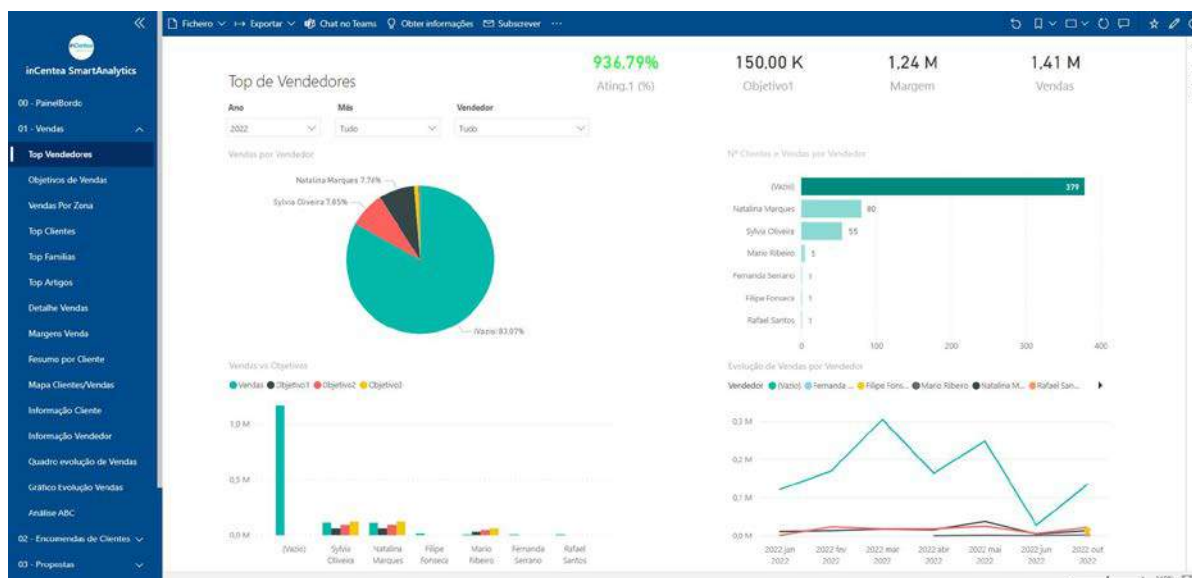 Ficheiro
Exportar
Chat no Teams
Obter informações
Subscrever
inCentea
inCentea SmartAnalytics
00 - PainelBordo
01 - Vendas
Top Vendedores
Objetivos de Vendas
Vendas Por Zona
Top Clientes
Top Familias
Top Artigos
Detalhe Vendas
Margens Venda
Resumo por Cliente
Mapa Clientes/Vendas
Informação Cliente
Informação Vendedor
Quadro evolução de Vendas
Gráfico Evolução Vendas
Análise ABC
02 - Encomendas de Clientes
03 - Propostas
Top de Vendedores
936,79%
Ating.1 (%)
150,00 K
Objetivo1
1,24 M
Margem
1,41 M
Vendas
Ano
Mês
Vendedor
2022
Tudo
Tudo
Vendas por Vendedor
Natalina Marques 7.74%
Sylvia Oliveira 7.65%
(Vazio) 83.07%
Nº Clientes e Vendas por Vendedor
(Vazio) 379
Natalina Marques 80
Sylvia Oliveira 55
Mario Ribeiro 5
Fernanda Serrano
Filipe Fonseca 1
Rafael Santos 1
0 100 200 300 400
Vendas vs Objetivos
Vendas Objetivo1 Objetivo2 Objetivo3
1,0 M
0,5 M
0,0 M
(Vazio) Sylvia Oliveira Natalina Marques Filipe Fonseca Mario Ribeiro Fernanda Serrano Rafael Santos
Evolução de Vendas por Vendedor
Vendedor (Vazio) Fernanda ... Filipe Fons... Mario Ribeiro Natalina M... Rafael San...
0,3 M
0,2 M
0,1 M
0,0 M
2022 jan 2022 fev 2022 mar 2022 abr 2022 mai 2022 jun 2022 out
2022 2022 2022 2022 2022 2022 2022